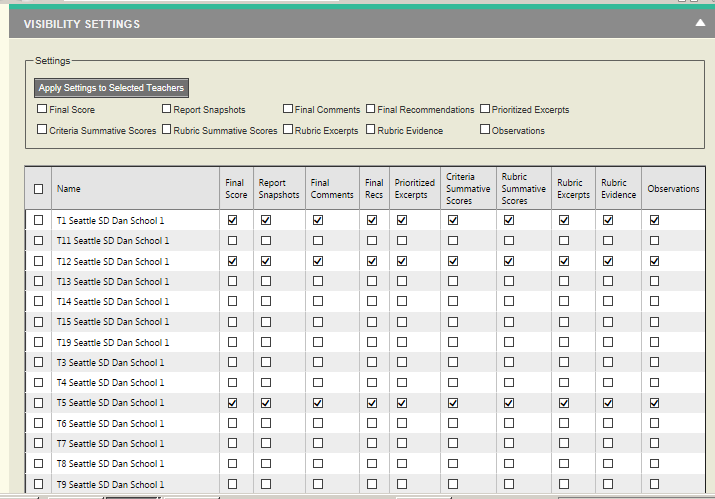 VISIBILITY SETTINGS
Settings
Apply Settings to Selected Teachers
Final Score Report Snapshots Final Comments Final Recommendations Prioritized Excerpts
Criteria Summative Scores Rubric Summative Scores Rubric Excerpts Rubric Evidence Observations
Name Final Score Report Snapshots Final Comments Final Recs Prioritized Excerpts Criteria Summative Scores Rubric Summative Scores Rubric Excerpts Rubric Evidence Observations
T1 Seattle SD Dan School 1
T11 Seattle SD Dan School 1
T12 Seattle SD Dan School 1
T13 Seattle SD Dan School 1
T14 Seattle SD Dan School 1
T15 Seattle SD Dan School 1
T19 Seattle SD Dan School 1
T3 Seattle SD Dan School 1
T4 Seattle SD Dan School 1
T5 Seattle SD Dan School 1
T6 Seattle SD Dan School 1
T7 Seattle SD Dan School 1
T8 Seattle SD Dan School 1
T9 Seattle SD Dan School 1